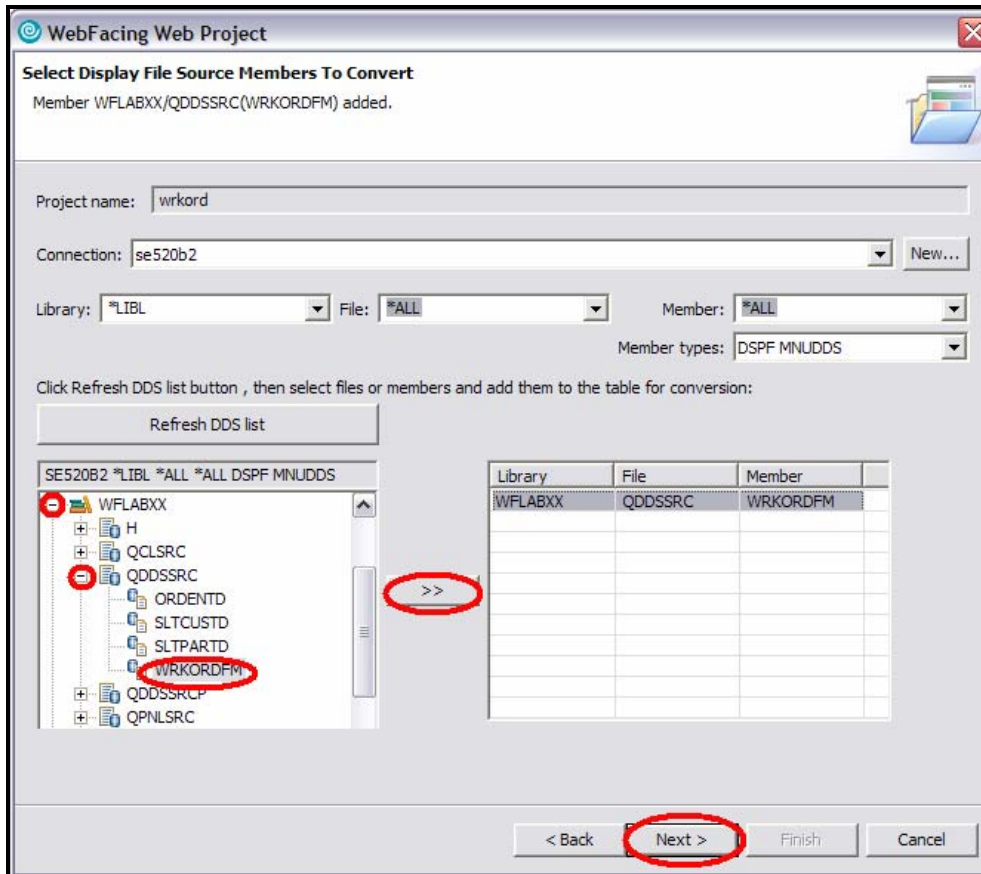 WebFacing Web Project
Select Display File Source Members To Convert
Member WFLABXX/QDDSSRC(WRKORDFM) added.
Project name: wrkord
Connection: se520b2 New...
Library: *LIBL File: *ALL Member: *ALL
Member types: DSPF MNUDDS
Click Refresh DDS list button , then select files or members and add them to the table for conversion:
Refresh DDS list
SE520B2 *LIBL *ALL *ALL DSPF MNUDDS
WFLABXX
H
QCLSRC
QDDSSRC
ORDENTD
SLTCUSTD
SLTPARTD
WRKORDFM
QDDSSRCP
QPNLSRC
>>
Library File Member
WFLABXX QDDSSRC WRKORDFM
< Back Next > Finish Cancel